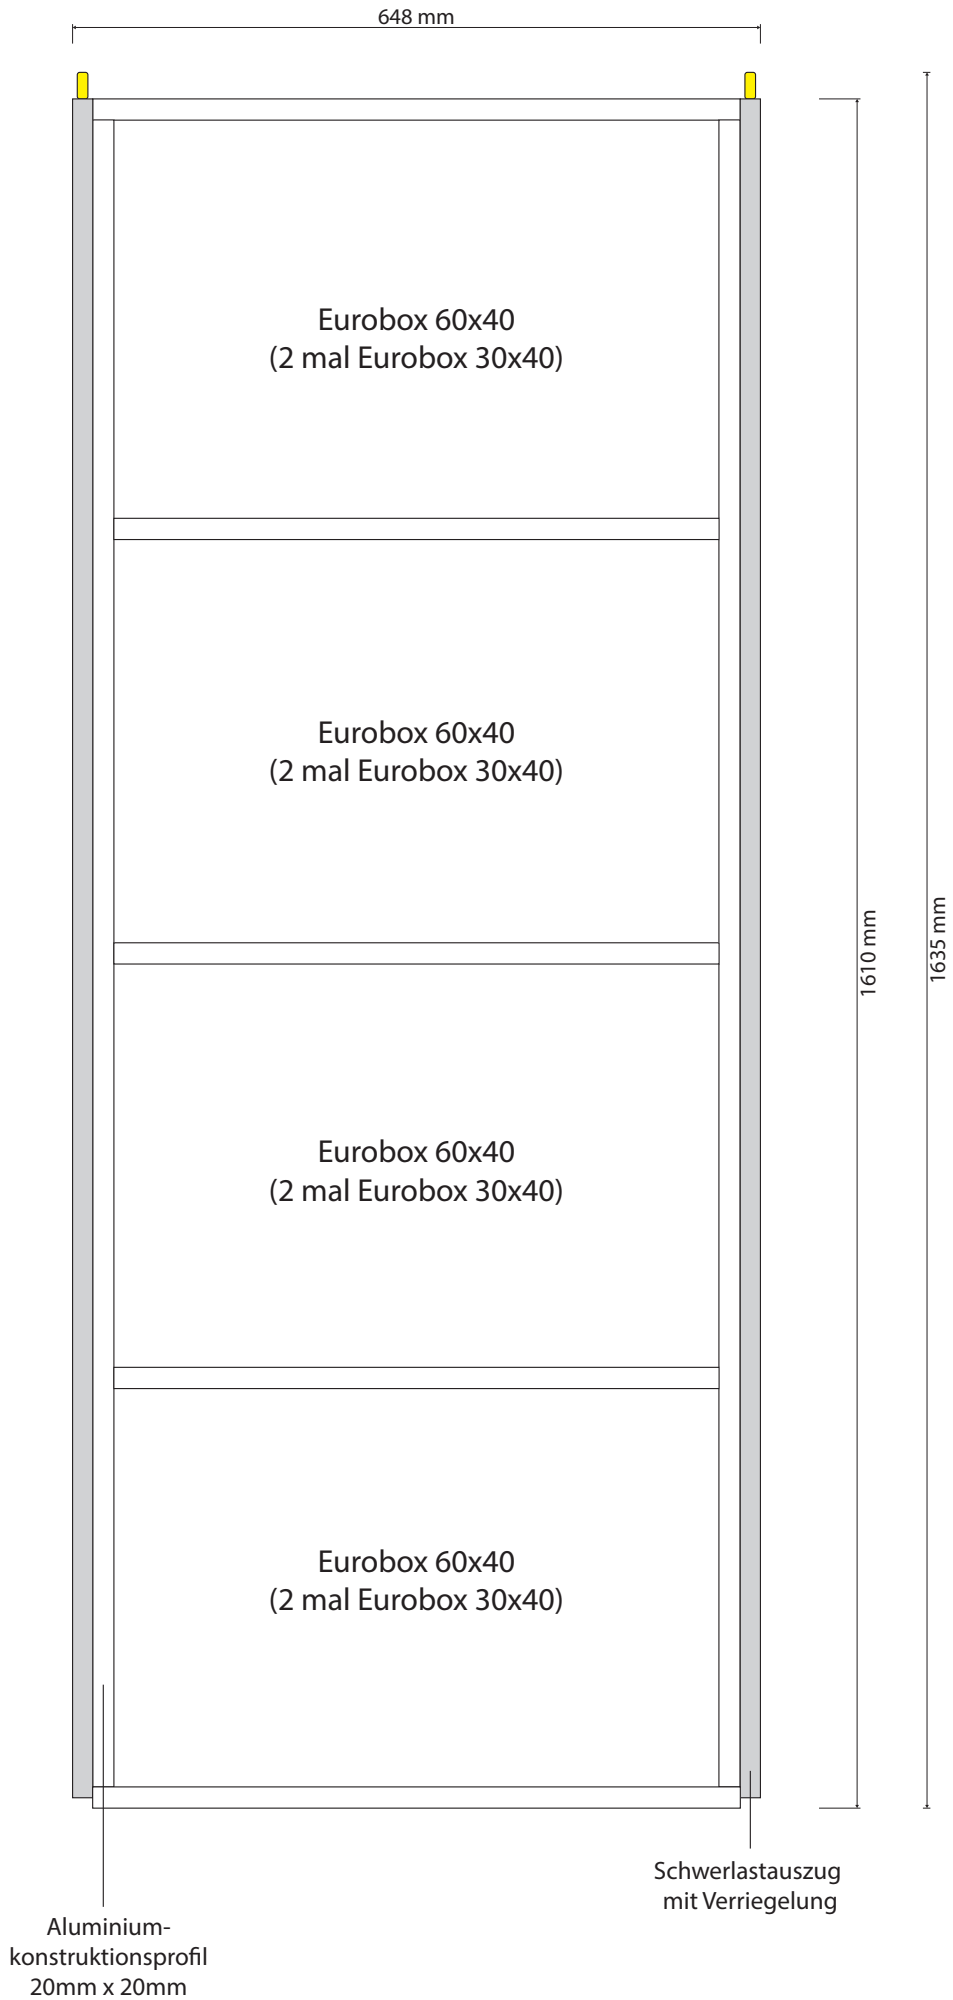 648 mm
Eurobox 60x40
(2 mal Eurobox 30x40)
Eurobox 60x40
(2 mal Eurobox 30x40)
1610 mm
1635 mm
Eurobox 60x40
(2 mal Eurobox 30x40)
Eurobox 60x40
(2 mal Eurobox 30x40)
Schwerlastauszug
mit Verriegelung
Aluminium-
konstruktionsprofil
20mm x 20mm